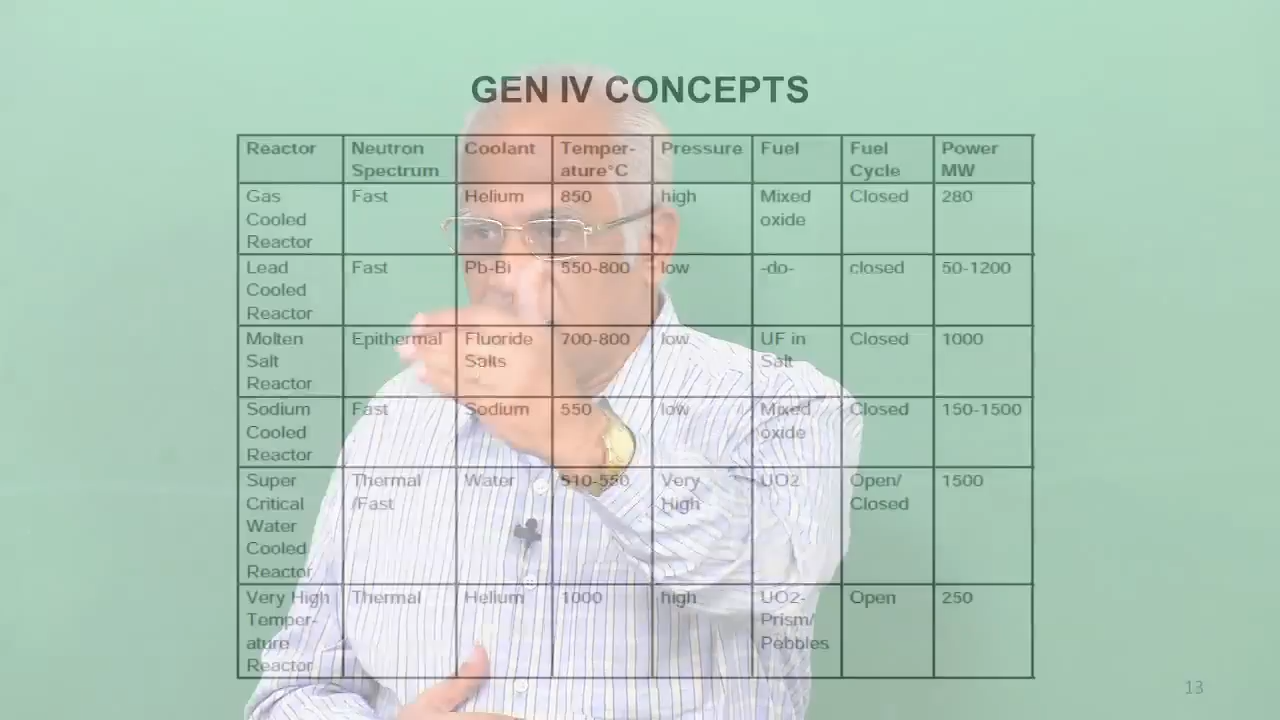 GEN IV CONCEPTS
Reactor Neutron Spectrum Coolant Temper-ature°C Pressure Fuel Fuel Cycle Power MW
Gas Cooled Reactor Fast Helium 850 high Mixed oxide Closed 280
Lead Cooled Reactor Fast Pb-Bi 550-800 low -do- closed 50-1200
Molten Salt Reactor Epithermal Fluoride Salts 700-800 low UF in Salt Closed 1000
Sodium Cooled Reactor Fast Sodium 550 low Mixed oxide Closed 150-1500
Super Critical Water Cooled Reactor Thermal /Fast Water 510-550 Very High UO2 Open/ Closed 1500
Very High Temper-ature Reactor Thermal Helium 1000 high UO2-Prism/ Pebbles Open 250
13